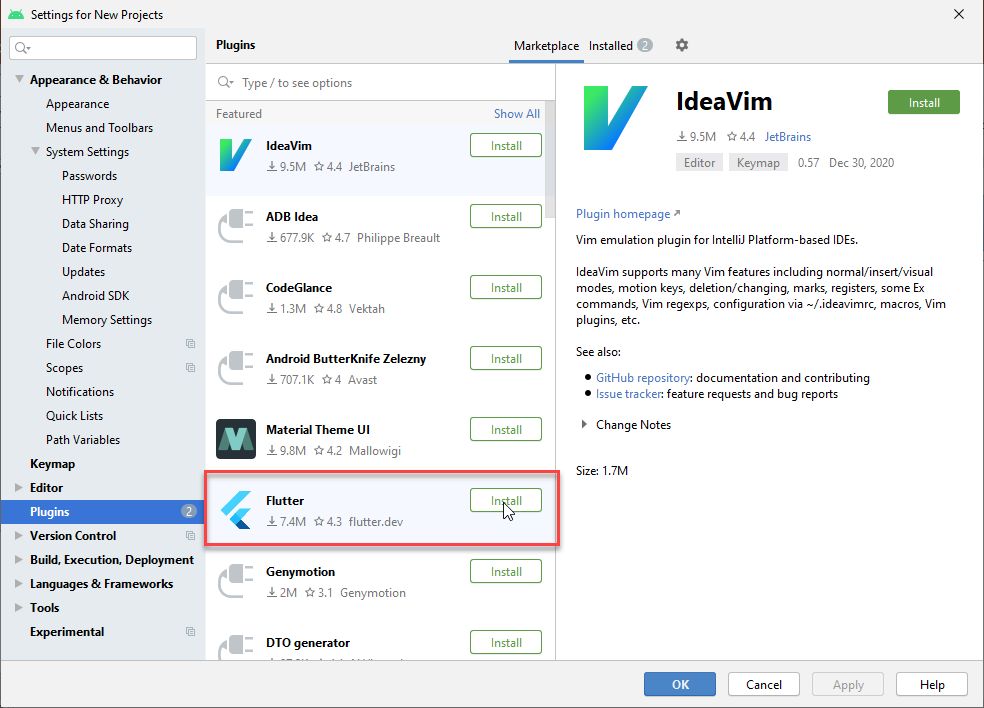 Settings for New Projects
Appearance & Behavior
Appearance
Menus and Toolbars
System Settings
Passwords
HTTP Proxy
Data Sharing
Date Formats
Updates
Android SDK
Memory Settings
File Colors
Scopes
Notifications
Quick Lists
Path Variables
Keymap
Editor
Plugins 2
Version Control
Build, Execution, Deployment
Languages & Frameworks
Tools
Experimental
Plugins
Marketplace Installed 2
Type / to see options
Featured Show All
IdeaVim Install
9.5M 4.4 JetBrains
ADB Idea Install
677.9K 4.7 Philippe Breault
CodeGlance Install
1.3M 4.8 Vektah
Android ButterKnife Zelezny Install
707.1K 4 Avast
Material Theme UI Install
9.8M 4.2 Mallowigi
Flutter Install
7.4M 4.3 flutter.dev
Genymotion Install
2M 3.1 Genymotion
DTO generator Install
IdeaVim Install
9.5M 4.4 JetBrains
Editor Keymap 0.57 Dec 30, 2020
Plugin homepage
Vim emulation plugin for IntelliJ Platform-based IDEs.
IdeaVim supports many Vim features including normal/insert/visual
modes, motion keys, deletion/changing, marks, registers, some Ex
commands, Vim regexps, configuration via ~/.ideavimrc, macros, Vim
plugins, etc.
See also:
• GitHub repository: documentation and contributing
• Issue tracker: feature requests and bug reports
Change Notes
Size: 1.7M
OK Cancel Apply Help